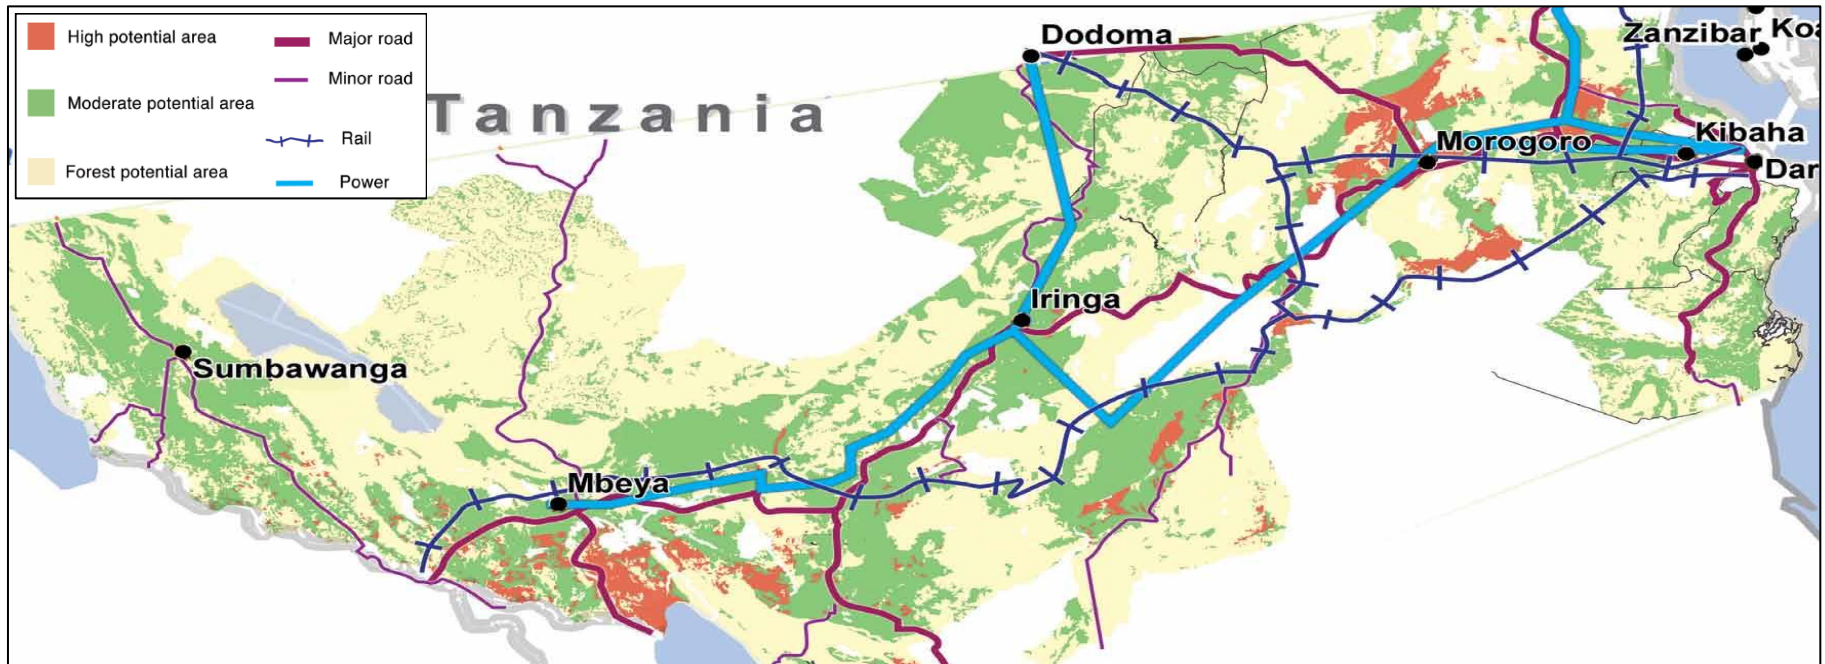 High potential area
Major road
Minor road
Moderate potential area
Rail
Forest potential area
Power
Tanzania
Dodoma
Zanzibar
Koa
Kibaha
Morogoro
Dar
Iringa
Sumbawanga
Mbeya